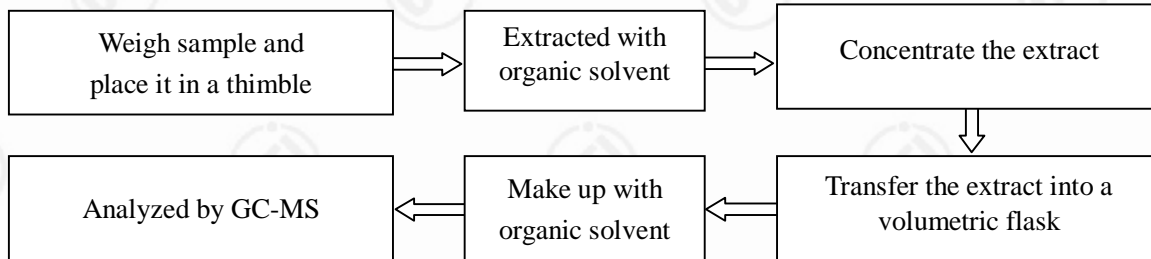 Weigh sample and
place it in a thimble
Extracted with
organic solvent
Concentrate the extract
Transfer the extract into a
volumetric flask
Make up with
organic solvent
Analyzed by GC-MS